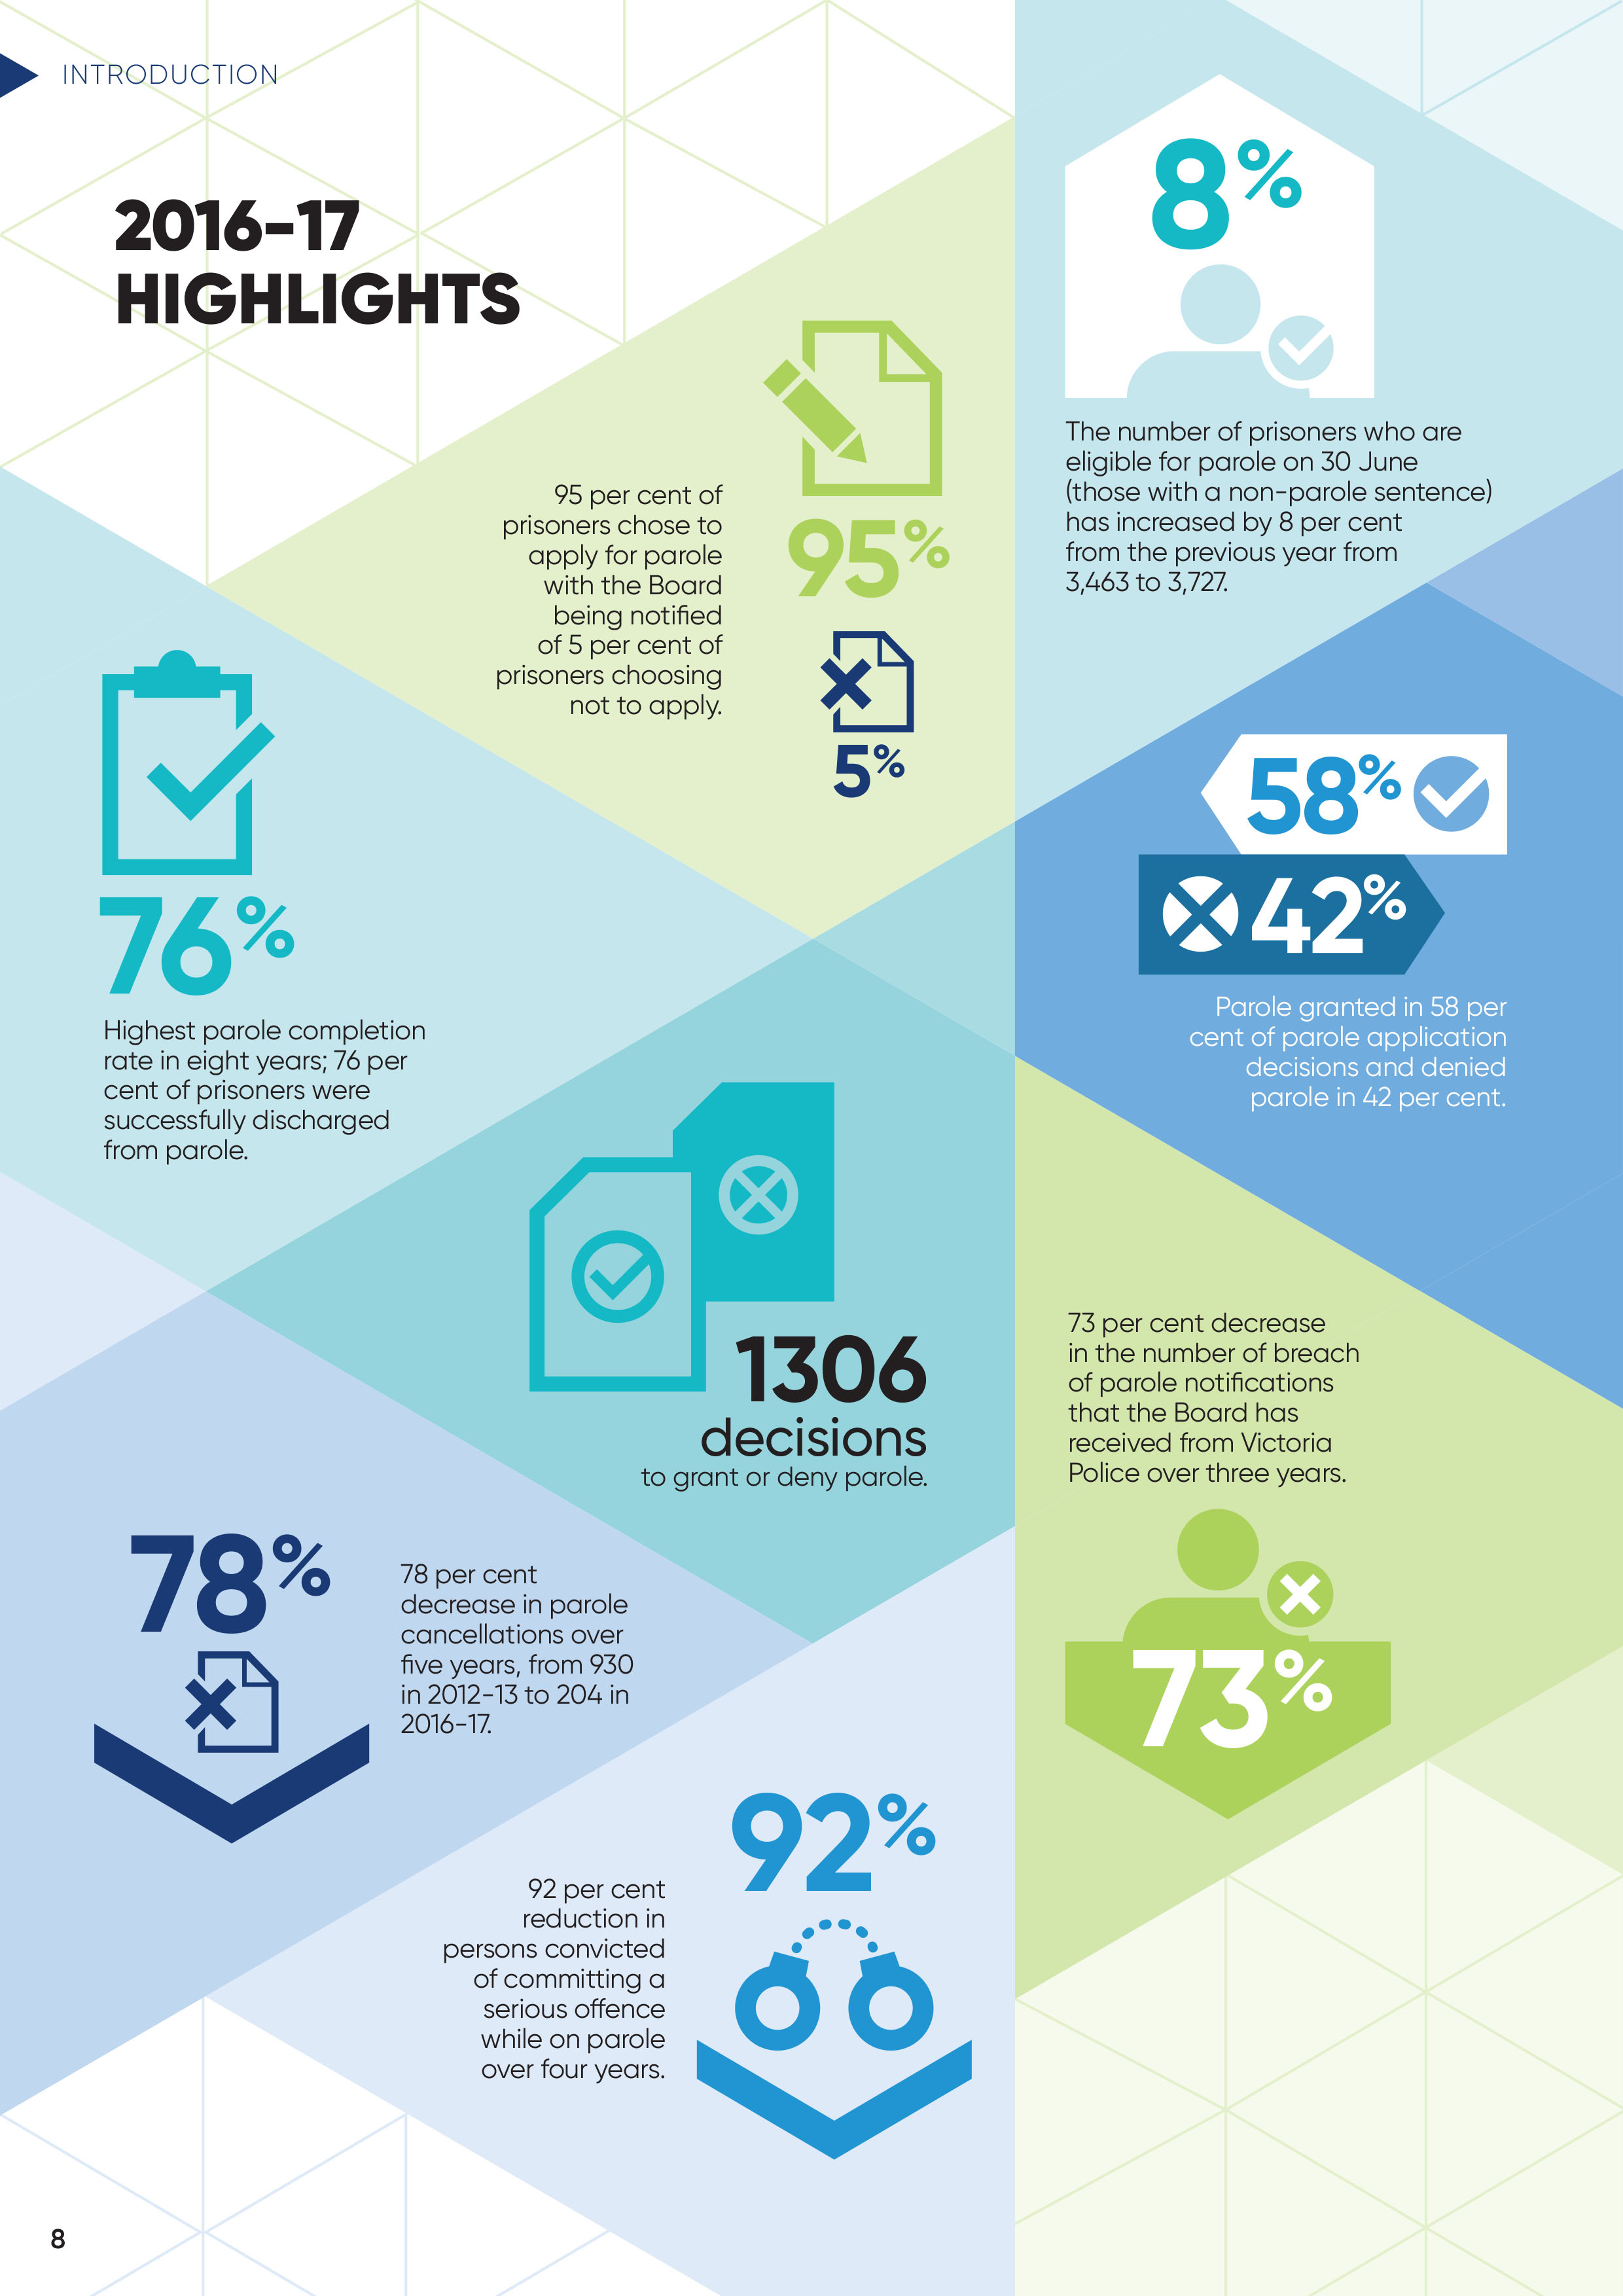 INTRODUCTION
2016-17
HIGHLIGHTS
8%
The number of prisoners who are
eligible for parole on 30 June
(those with a non-parole sentence)
has increased by 8 per cent
from the previous year from
3,463 to 3,727.
95 per cent of
prisoners chose to
apply for parole
with the Board
being notified
of 5 per cent of
prisoners choosing
not to apply.
95%
5%
76%
Highest parole completion
rate in eight years; 76 per
cent of prisoners were
successfully discharged
from parole.
58%
42%
Parole granted in 58 per
cent of parole application
decisions and denied
parole in 42 per cent.
1306
decisions
to grant or deny parole.
73 per cent decrease
in the number of breach
of parole notifications
that the Board has
received from Victoria
Police over three years.
73%
78%
78 per cent
decrease in parole
cancellations over
five years, from 930
in 2012-13 to 204 in
2016-17.
92%
92 per cent
reduction in
persons convicted
of committing a
serious offence
while on parole
over four years.
8